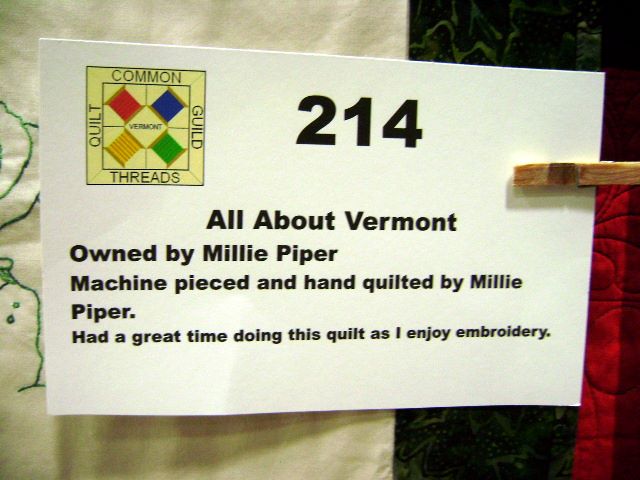 COMMON
QUILT
GUILD
VERMONT
THREADS
214
All About Vermont
Owned by Millie Piper
Machine pieced and hand quilted by Millie
Piper.
Had a great time doing this quilt as I enjoy embroidery.